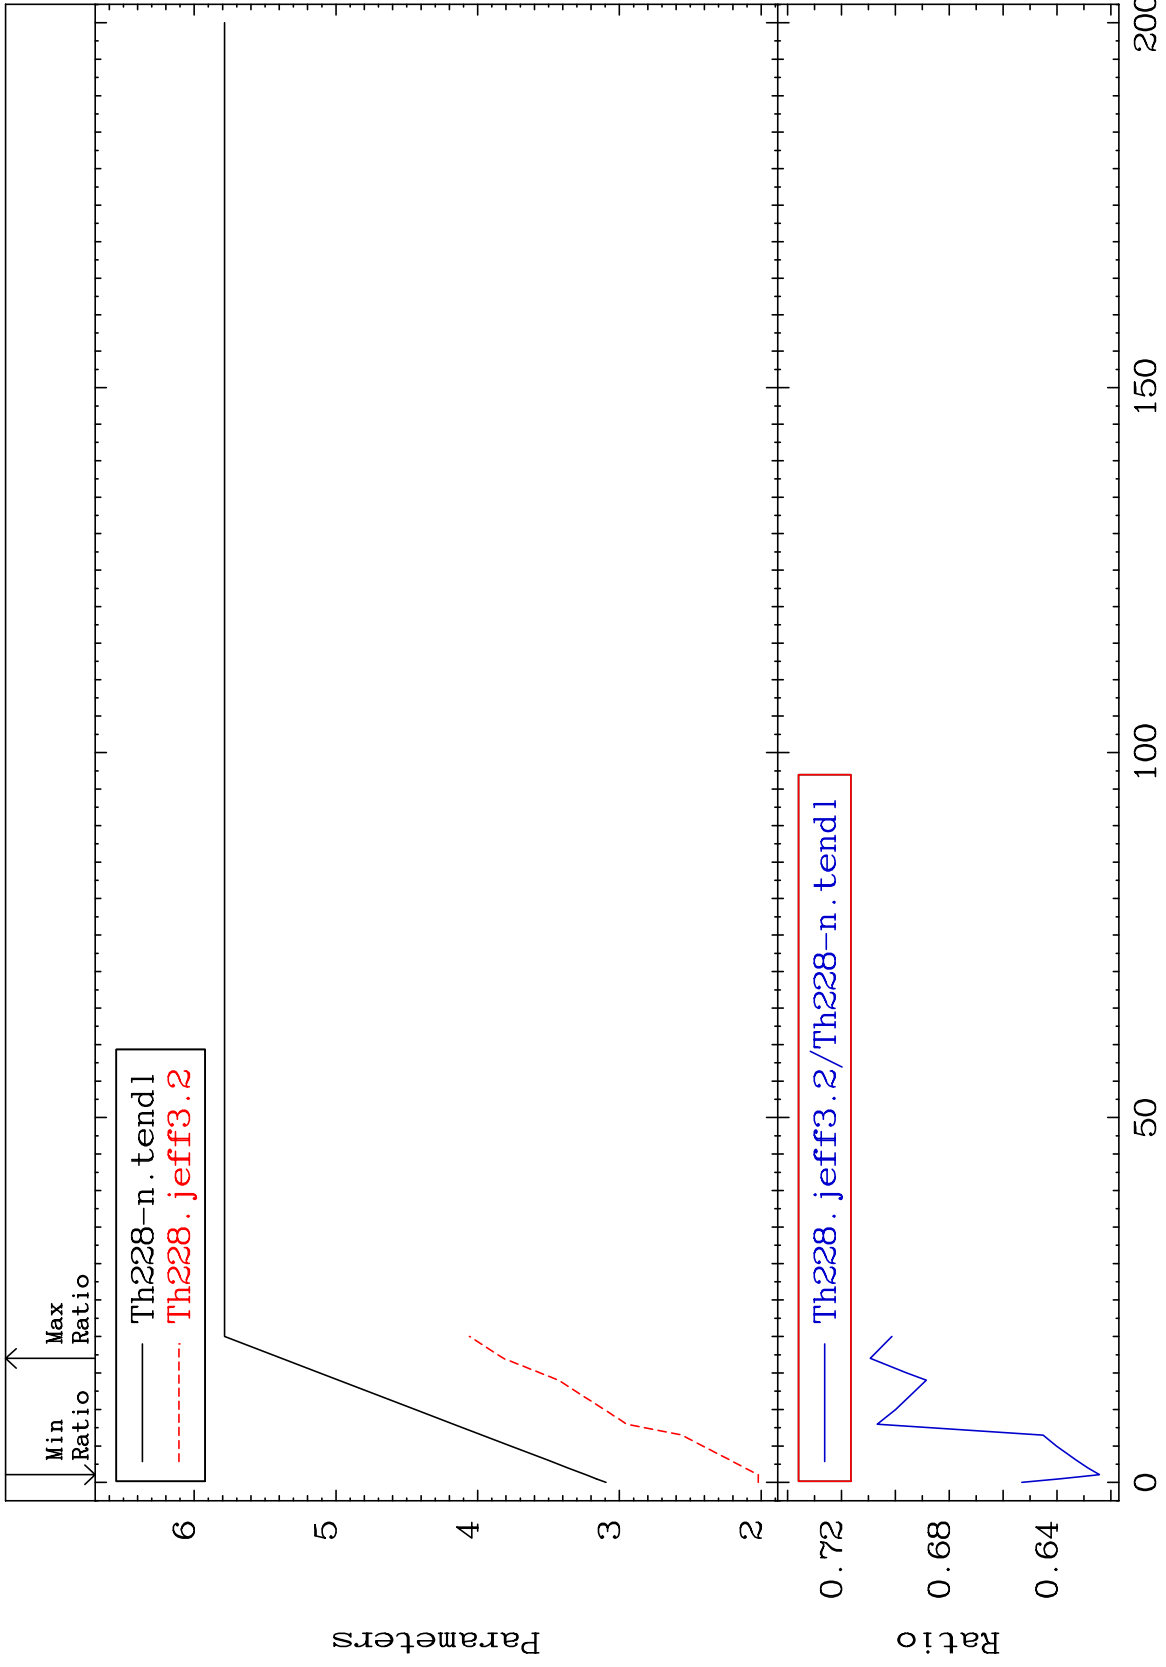 Min
Ratio
Max
Ratio
Th228-n.tendl
Th228.jeff3.2
6
5
4
3
2
Parameters
Th228.jeff3.2/Th228-n.tendl
0.72
0.68
0.64
Ratio
0
50
100
150
200